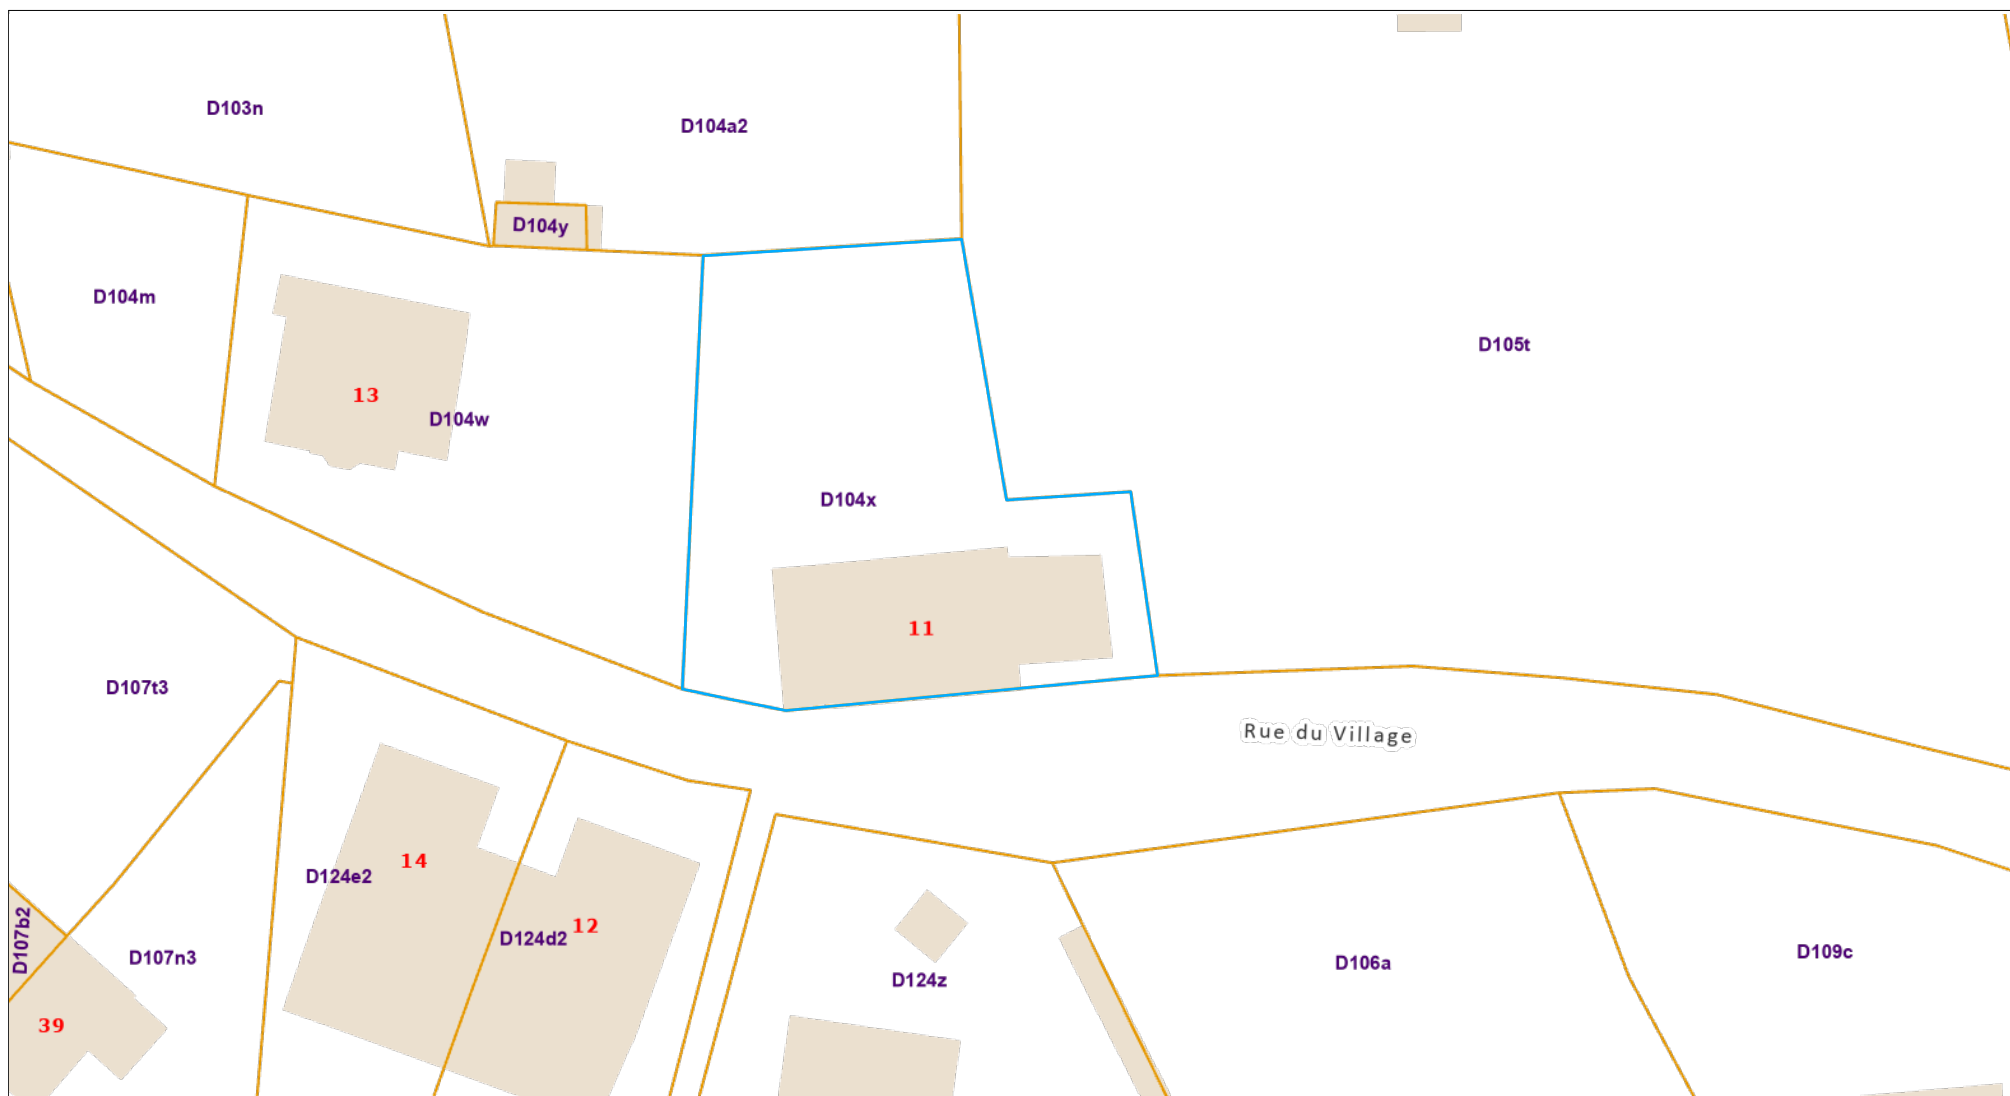 D103n
D104a2
D104y
D104m
D105t
13
D104w
D104x
11
D107t3
Rue du Village
14
D124e2
12
D124d2
D107b2
D107n3
D124z
D106a
D109c
39